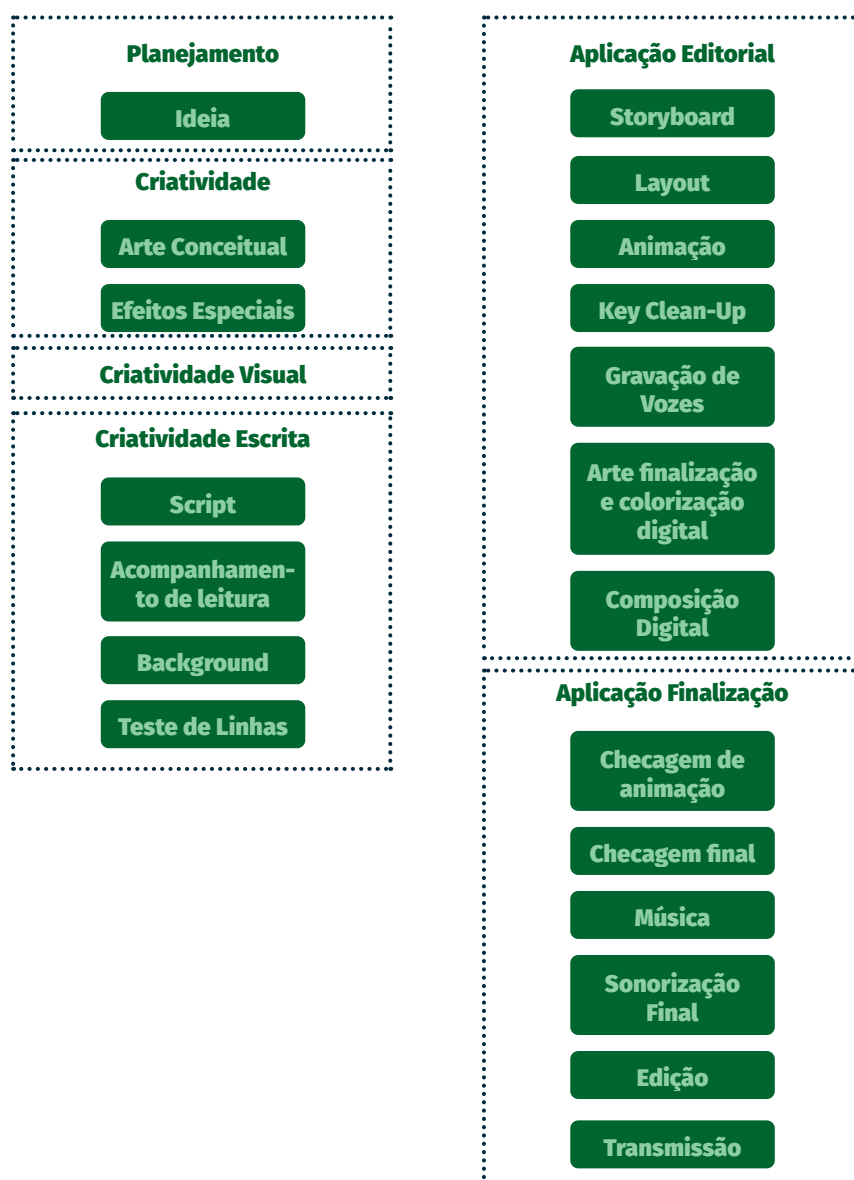 Planejamento
Ideia
Criatividade
Arte Conceitual
Efeitos Especiais
Criatividade Visual
Criatividade Escrita
Script
Acompanhamen-
to de leitura
Background
Teste de Linhas
Aplicação Editorial
Storyboard
Layout
Animação
Key Clean-Up
Gravação de
Vozes
Arte finalização
e colorização
digital
Composição
Digital
Aplicação Finalização
Checagem de
animação
Checagem final
Música
Sonorização
Final
Edição
Transmissão